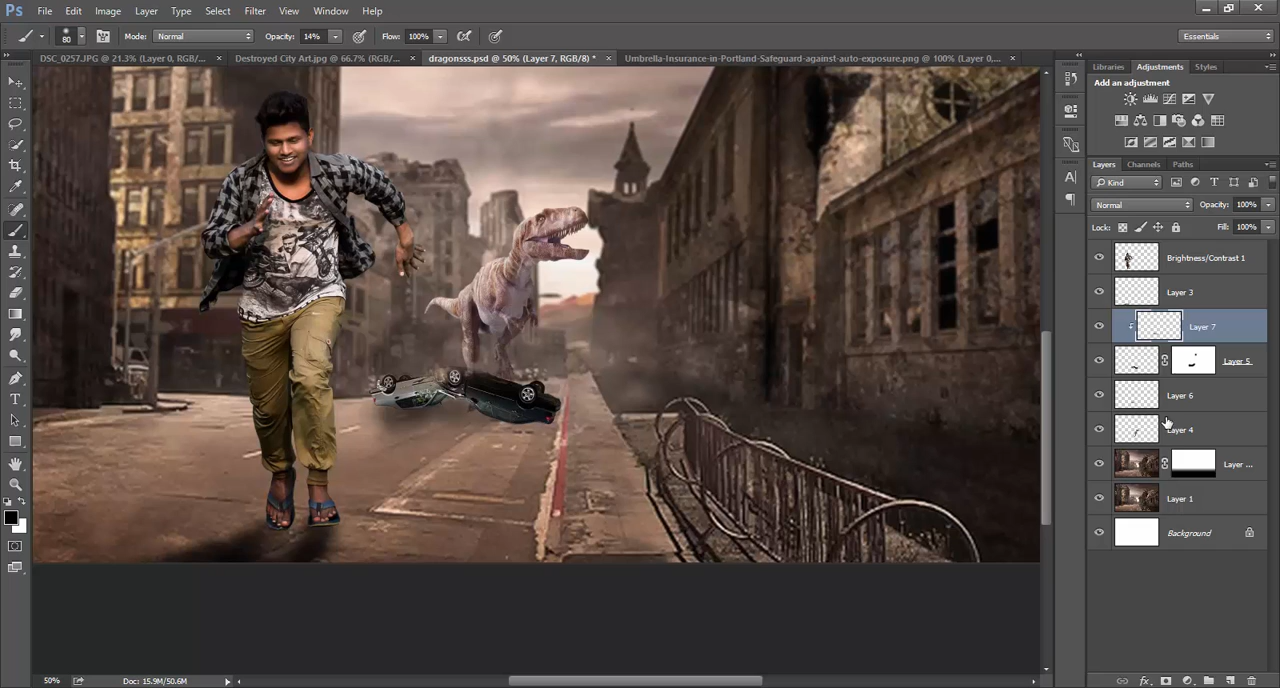 Ps File Edit Image Layer Type Select Filter View Window Help
80 Mode: Normal Opacity: 14% Flow: 100% Essentials
DSC_0257.JPG @ 21.3% (Layer 0, RGB/... × Destroyed City Art.jpg @ 66.7% (RGB/... × dragonsss.psd @ 50% (Layer 7, RGB/8) * × Umbrella-Insurance-in-Portland-Safeguard-against-auto-exposure.png @ 100% (Layer 0,... ×
Libraries Adjustments Styles
Add an adjustment
Layers Channels Paths
Kind
Normal Opacity: 100%
Lock: Fill: 100%
Brightness/Contrast 1
Layer 3
Layer 7
Layer 5
Layer 6
Layer 4
Layer ...
Layer 1
Background
50% Doc: 15.9M/50.6M